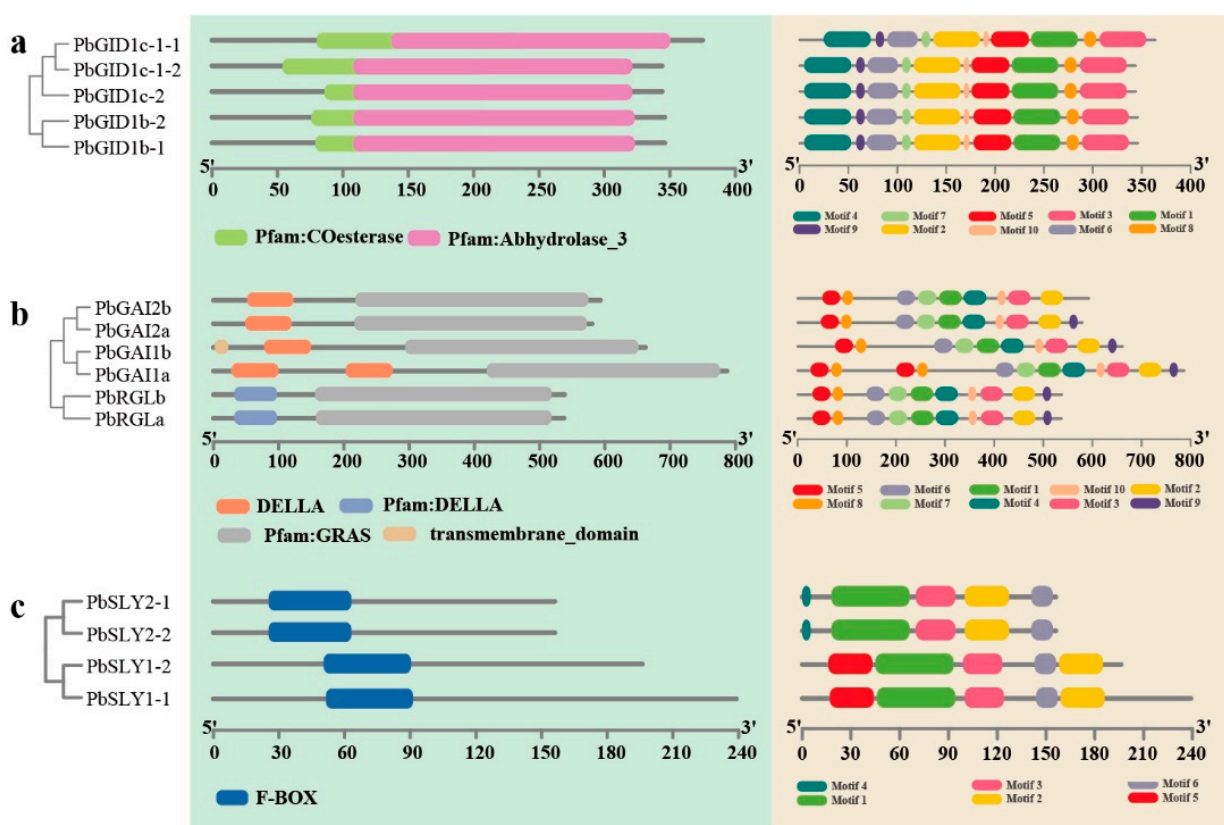 a
PbGID1c-1-1
PbGID1c-1-2
PbGID1c-2
PbGID1b-2
PbGID1b-1
5' 3'
0 50 100 150 200 250 300 350 400
Pfam:COesterase Pfam:Abhydrolase_3
5' 3'
0 50 100 150 200 250 300 350 400
Motif 4 Motif 7 Motif 5 Motif 3 Motif 1
Motif 9 Motif 2 Motif 10 Motif 6 Motif 8
b
PbGAI2b
PbGAI2a
PbGAI1b
PbGAI1a
PbRGLb
PbRGLa
5' 3'
0 100 200 300 400 500 600 700 800
DELLA Pfam:DELLA
Pfam:GRAS transmembrane_domain
5' 3'
0 100 200 300 400 500 600 700 800
Motif 5 Motif 6 Motif 1 Motif 10 Motif 2
Motif 8 Motif 7 Motif 4 Motif 3 Motif 9
c
PbSLY2-1
PbSLY2-2
PbSLY1-2
PbSLY1-1
5' 3'
0 30 60 90 120 150 180 210 240
F-BOX
5' 3'
0 30 60 90 120 150 180 210 240
Motif 4 Motif 3 Motif 6
Motif 1 Motif 2 Motif 5